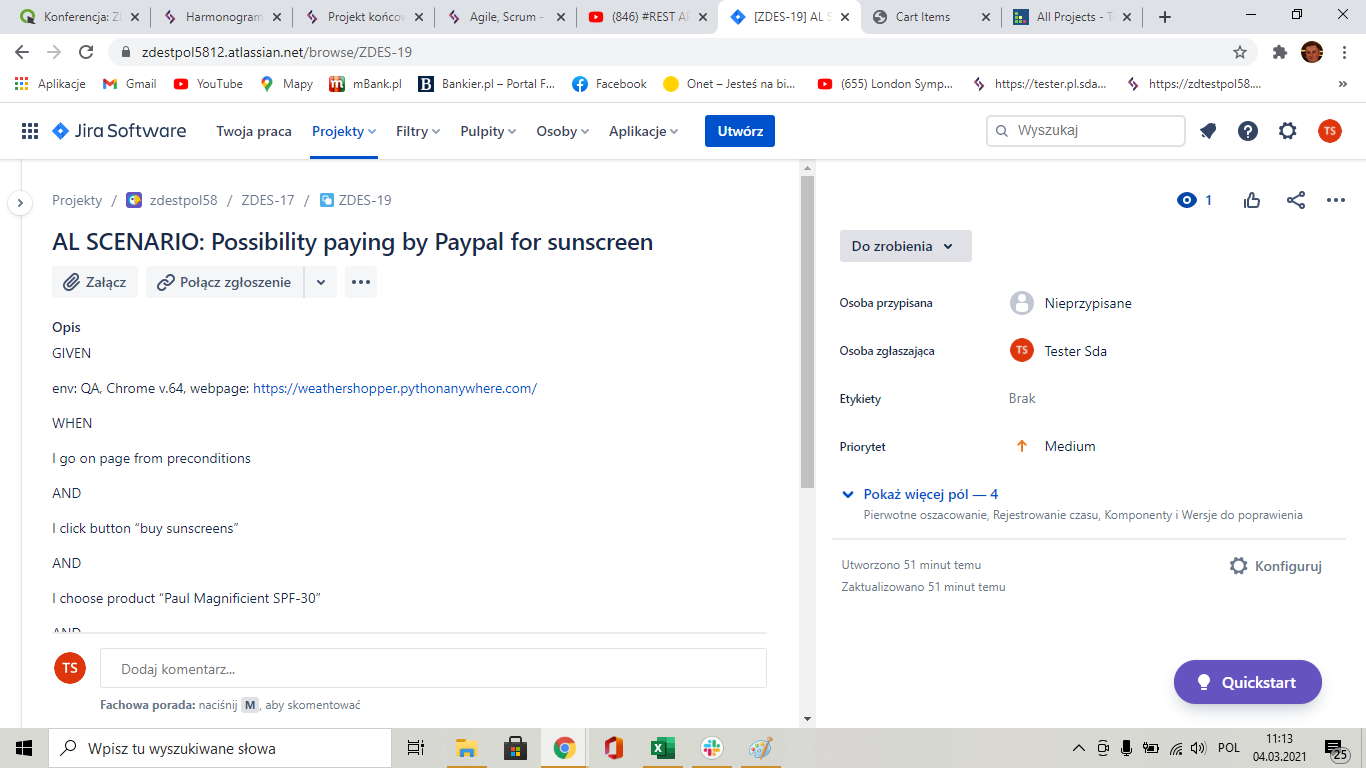 Konferencja: ZD
Harmonogram
Projekt końcow
Agile, Scrum -
(846) #REST AP
[ZDES-19] AL S
Cart Items
All Projects - Te
zdestpol5812.atlassian.net/browse/ZDES-19
Aplikacje
Gmail
YouTube
Mapy
mBank.pl
Bankier.pl – Portal F...
Facebook
Onet – Jesteś na bi...
(655) London Symp...
https://tester.pl.sda...
https://zdtestpol58....
»
Jira Software
Twoja praca
Projekty
Filtry
Pulpity
Osoby
Aplikacje
Utwórz
Wyszukaj
TS
Projekty / zdestpol58 / ZDES-17 / ZDES-19
1
AL SCENARIO: Possibility paying by Paypal for sunscreen
Do zrobienia
Załącz
Połącz zgłoszenie
Opis
GIVEN
env: QA, Chrome v.64, webpage: https://weathershopper.pythonanywhere.com/
WHEN
I go on page from preconditions
AND
I click button “buy sunscreens”
AND
I choose product “Paul Magnificient SPF-30”
AND
Osoba przypisana
Nieprzypisane
Osoba zgłaszająca
TS
Tester Sda
Etykiety
Brak
Priorytet
Medium
Pokaż więcej pól — 4
Pierwotne oszacowanie, Rejestrowanie czasu, Komponenty i Wersje do poprawienia
Utworzono 51 minut temu
Konfiguruj
Zaktualizowano 51 minut temu
TS
Dodaj komentarz...
Fachowa porada: naciśnij M, aby skomentować
Quickstart
Wpisz tu wyszukiwane słowa
POL
11:13
04.03.2021
25